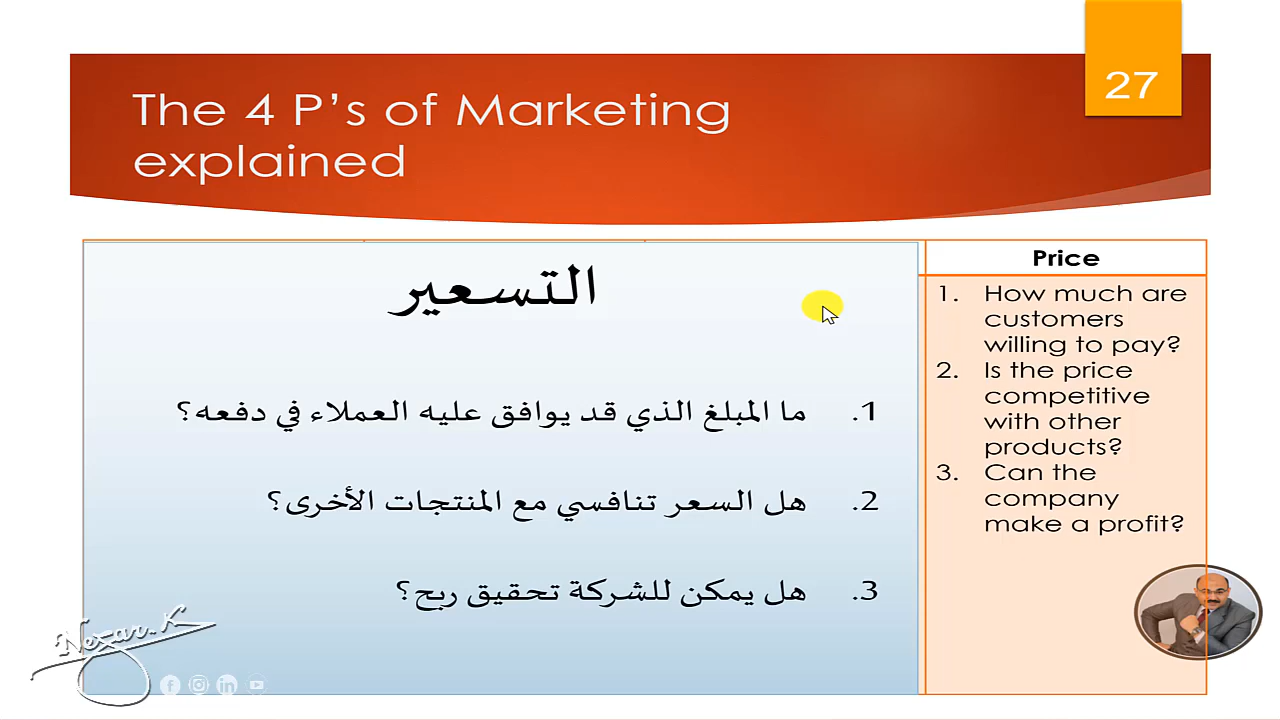 27
The 4 P’s of Marketing
explained
التسعير
1. ما المبلغ الذي قد يوافق عليه العملاء في دفعه؟
2. هل السعر تنافسي مع المنتجات الأخرى؟
3. هل يمكن للشركة تحقيق ربح؟
Price
1. How much are
customers
willing to pay?
2. Is the price
competitive
with other
products?
3. Can the
company
make a profit?
Nezar.K